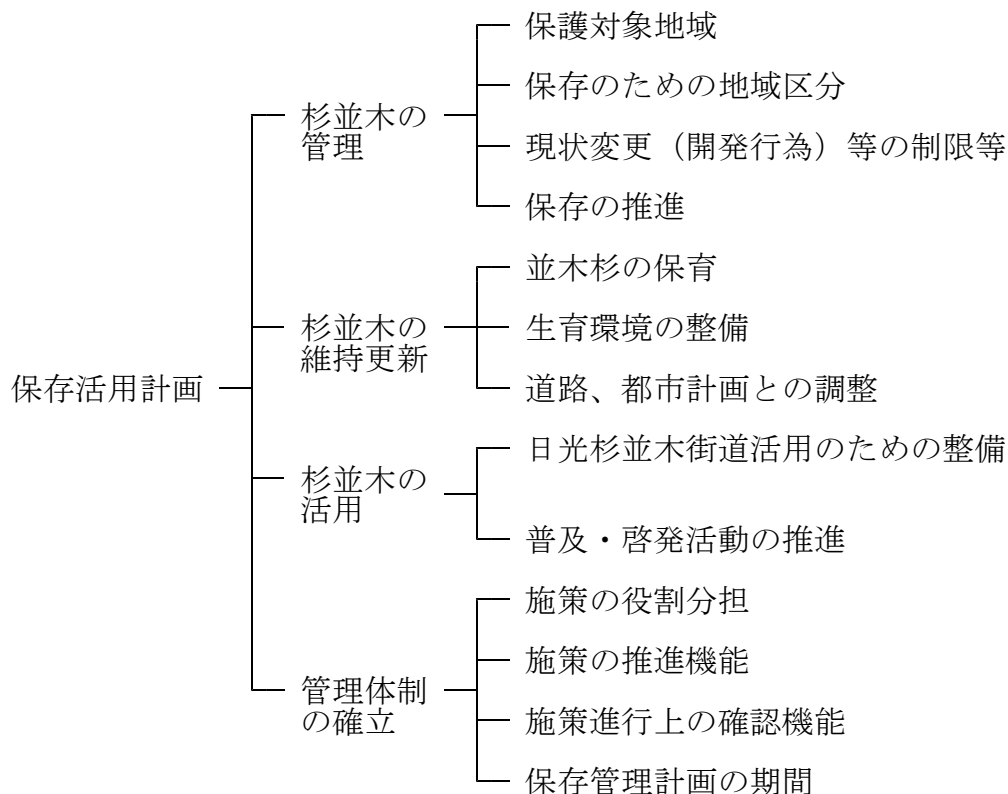 保存活用計画
杉並木の
管理
保護対象地域
保存のための地域区分
現状変更（開発行為）等の制限等
保存の推進
杉並木の
維持更新
並木杉の保育
生育環境の整備
道路、都市計画との調整
杉並木の
活用
日光杉並木街道活用のための整備
普及・啓発活動の推進
管理体制
の確立
施策の役割分担
施策の推進機能
施策進行上の確認機能
保存管理計画の期間